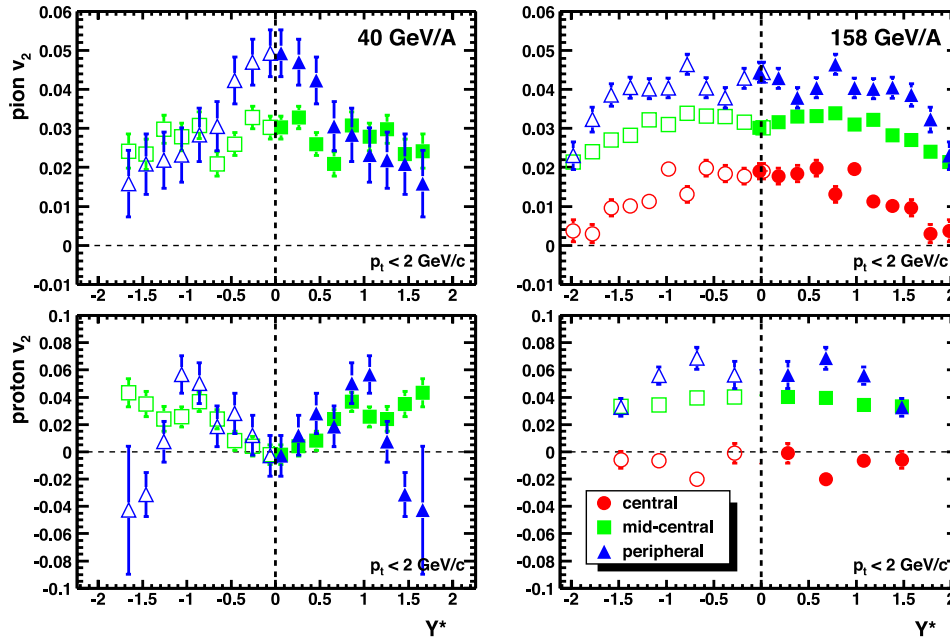 40 GeV/A
pion v2
0.06
0.05
0.04
0.03
0.02
0.01
0
-0.01
pt < 2 GeV/c
-2 -1.5 -1 -0.5 0 0.5 1 1.5 2
158 GeV/A
0.06
0.05
0.04
0.03
0.02
0.01
0
-0.01
pt < 2 GeV/c
-2 -1.5 -1 -0.5 0 0.5 1 1.5 2
proton v2
0.1
0.08
0.06
0.04
0.02
0
-0.02
-0.04
-0.06
-0.08
-0.1
pt < 2 GeV/c
-2 -1.5 -1 -0.5 0 0.5 1 1.5 2
Y*
0.1
0.08
0.06
0.04
0.02
0
-0.02
-0.04
-0.06
-0.08
-0.1
central
mid-central
peripheral
pt < 2 GeV/c
-2 -1.5 -1 -0.5 0 0.5 1 1.5 2
Y*